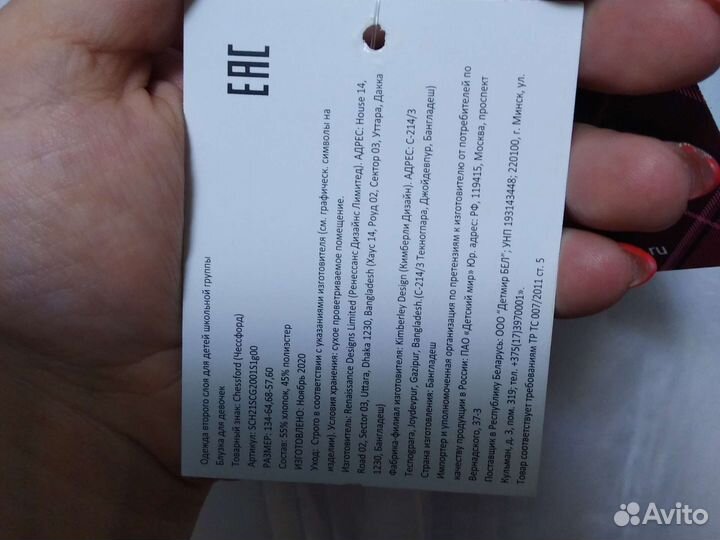 EAC
Одежда второго слоя для детей школьной группы
Блузка для девочек
Товарный знак: Chessford (Чессфорд)
Артикул: SCH21SCG2001S1g00
РАЗМЕР: 134-64,68-57,60
Состав: 55% хлопок, 45% полиэстер
ИЗГОТОВЛЕНО: Ноябрь 2020
Уход: Строго в соответствии с указаниями изготовителя (см. графическ. символы на
изделии). Условия хранения: сухое проветриваемое помещение.
Изготовитель: Renaissance Designs Limited (Ренессанс Дизайнс Лимитед). АДРЕС: House 14,
Road 02, Sector 03, Uttara, Dhaka 1230, Bangladesh (Хаус 14, Роуд 02, Сектор 03, Уттара, Дакка
1230, Бангладеш)
Фабрика-филиал изготовителя: Kimberley Design (Кимберли Дизайн). АДРЕС: C-214/3
Tecnogpara, Joydevpur, Gazipur, Bangladesh.(С-214/3 Текногпара, Джойдевпур, Бангладеш)
Страна изготовления: Бангладеш
Импортер и уполномоченная организация по претензиям к изготовителю от потребителей по
качеству продукции в России: ПАО «Детский мир» Юр. адрес: РФ, 119415, Москва, проспект
Вернадского, 37-3
Поставщик в Республику Беларусь: ООО "Детмир БЕЛ"; УНП 193143448; 220100, г. Минск, ул.
Кульман, д. 3, пом. 319; тел. +375(17)3970001».
Товар соответствует требованиям ТР ТС 007/2011 ст. 5
ru
Avito